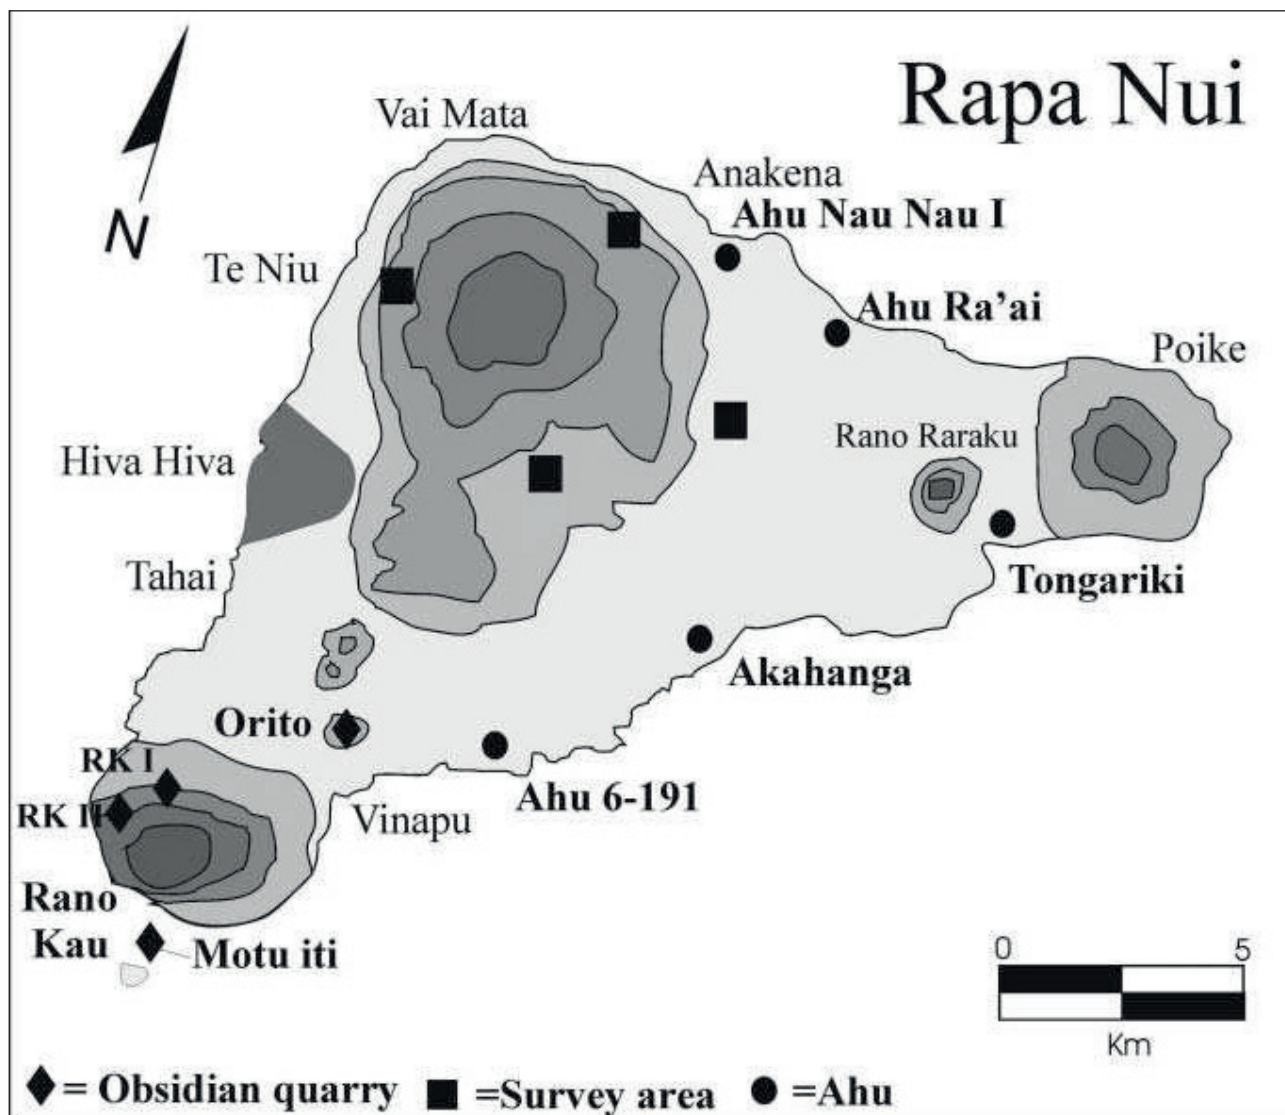 Rapa Nui
Vai Mata
Anakena
Ahu Nau Nau I
N
Te Niu
Ahu Ra'ai
Poike
Rano Raraku
Hiva Hiva
Tahai
Tongariki
Akahanga
Orito
RK I
RK II
Ahu 6-191
Vinapu
Rano
Kau
Motu iti
0 5
Km
= Obsidian quarry =Survey area =Ahu